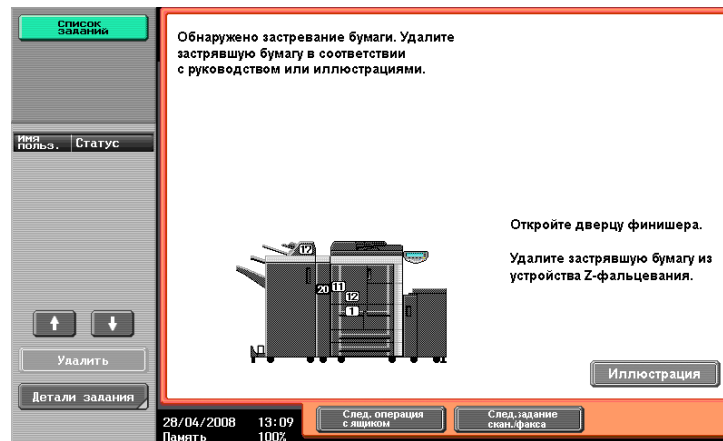 Список
заданий
Обнаружено застревание бумаги. Удалите
застрявшую бумагу в соответствии
с руководством или иллюстрациями.
Имя
польз.
Статус
17
20
11
12
1
Откройте дверцу финишера.
Удалите застрявшую бумагу из
устройства Z-фальцевания.
Удалить
Детали задания
Иллюстрация
28/04/2008 13:09
Память 100%
След. операция
с ящиком
След.задание
скан./факса